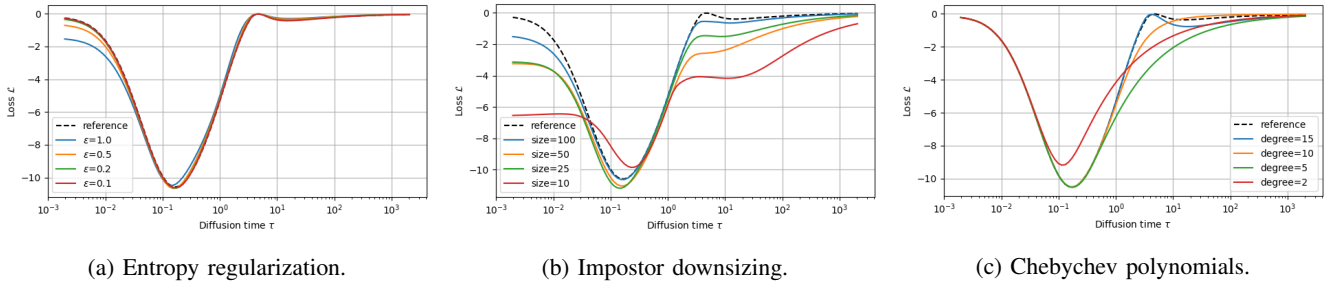 0
−2
−4
−6
−8
−10
Loss ℒ
reference
ε=1.0
ε=0.5
ε=0.2
ε=0.1
10⁻³ 10⁻² 10⁻¹ 10⁰ 10¹ 10² 10³
Diffusion time τ
(a) Entropy regularization.
0
−2
−4
−6
−8
−10
Loss ℒ
reference
size=100
size=50
size=25
size=10
10⁻³ 10⁻² 10⁻¹ 10⁰ 10¹ 10² 10³
Diffusion time τ
(b) Impostor downsizing.
0
−2
−4
−6
−8
−10
Loss ℒ
reference
degree=15
degree=10
degree=5
degree=2
10⁻³ 10⁻² 10⁻¹ 10⁰ 10¹ 10² 10³
Diffusion time τ
(c) Chebychev polynomials.